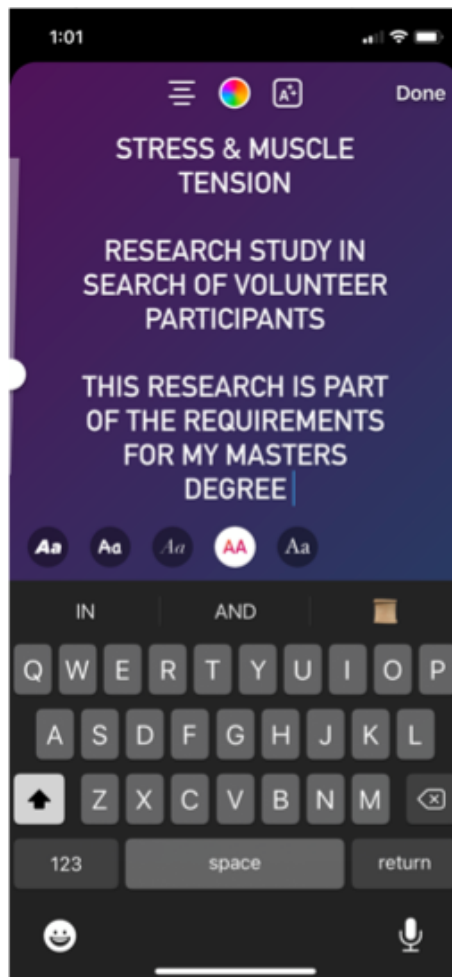 1:01
A Done
STRESS & MUSCLE
TENSION
RESEARCH STUDY IN
SEARCH OF VOLUNTEER
PARTICIPANTS
THIS RESEARCH IS PART
OF THE REQUIREMENTS
FOR MY MASTERS
DEGREE
Aa Aa Aa AA Aa
IN AND
Q W E R T Y U I O P
A S D F G H J K L
Z X C V B N M
123 space return